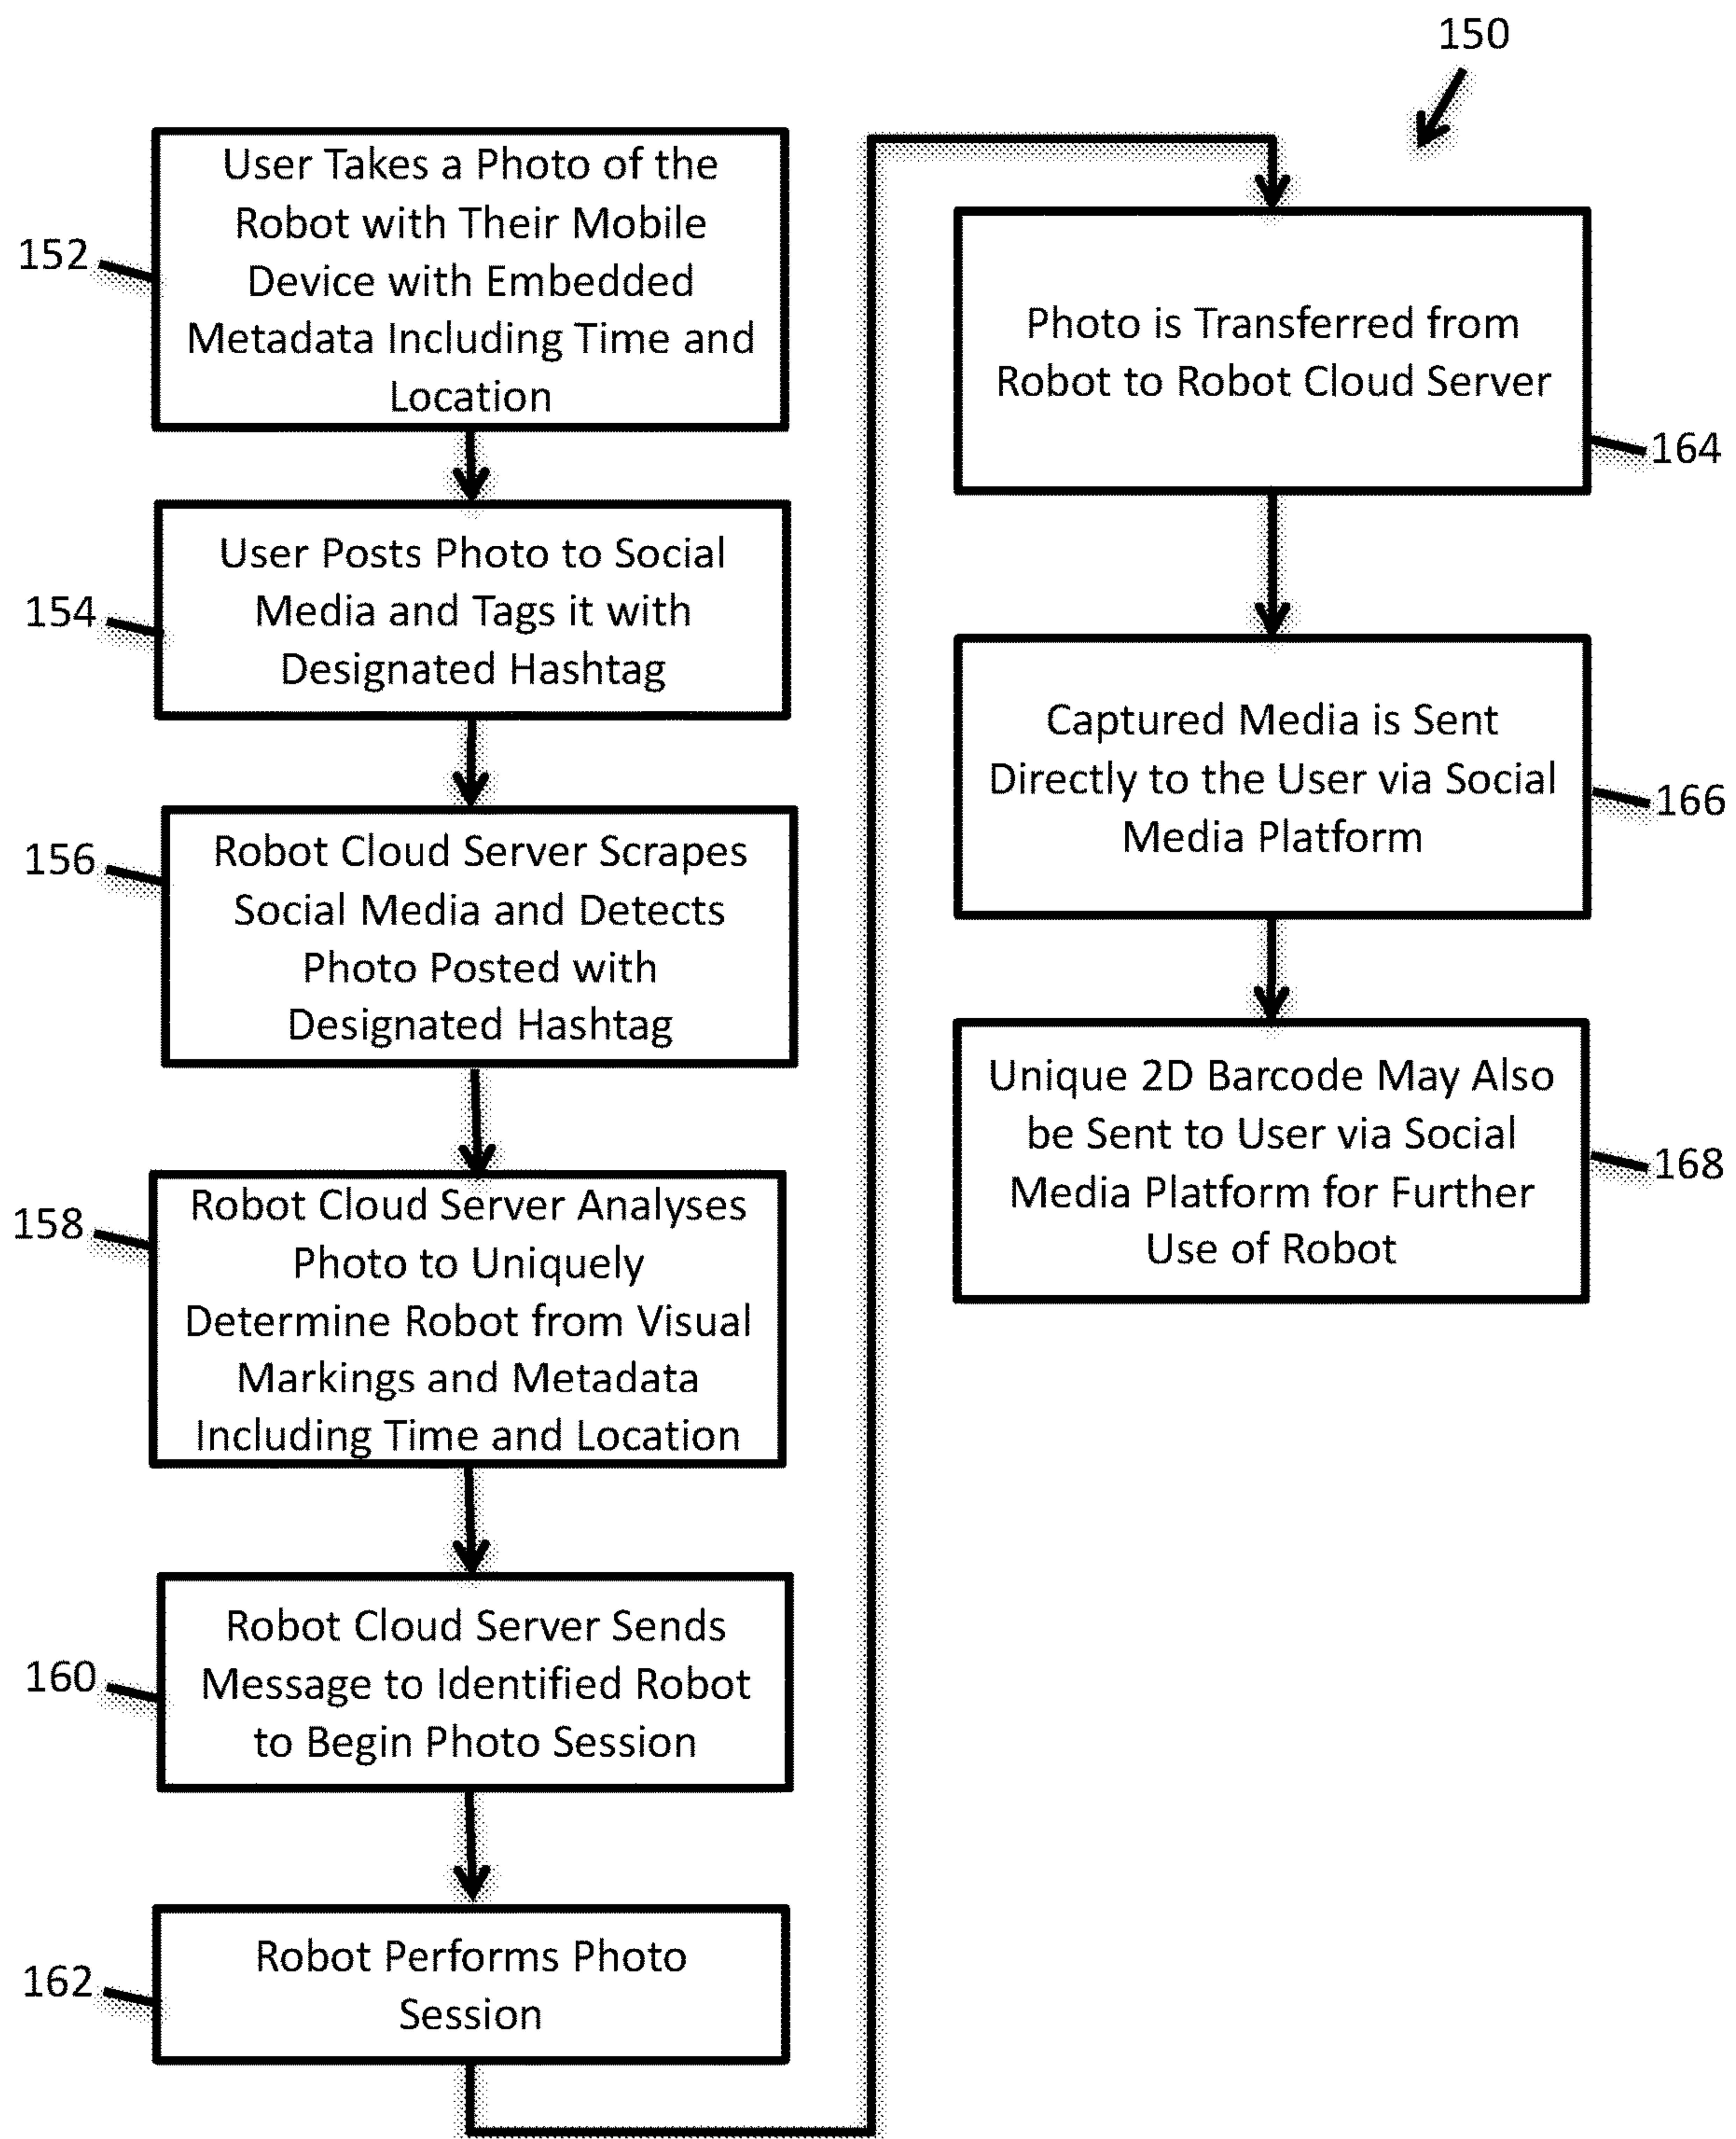 150
152
User Takes a Photo of the
Robot with Their Mobile
Device with Embedded
Metadata Including Time and
Location
154
User Posts Photo to Social
Media and Tags it with
Designated Hashtag
156
Robot Cloud Server Scrapes
Social Media and Detects
Photo Posted with
Designated Hashtag
158
Robot Cloud Server Analyses
Photo to Uniquely
Determine Robot from Visual
Markings and Metadata
Including Time and Location
160
Robot Cloud Server Sends
Message to Identified Robot
to Begin Photo Session
162
Robot Performs Photo
Session
Photo is Transferred from
Robot to Robot Cloud Server
164
Captured Media is Sent
Directly to the User via Social
Media Platform
166
Unique 2D Barcode May Also
be Sent to User via Social
Media Platform for Further
Use of Robot
168